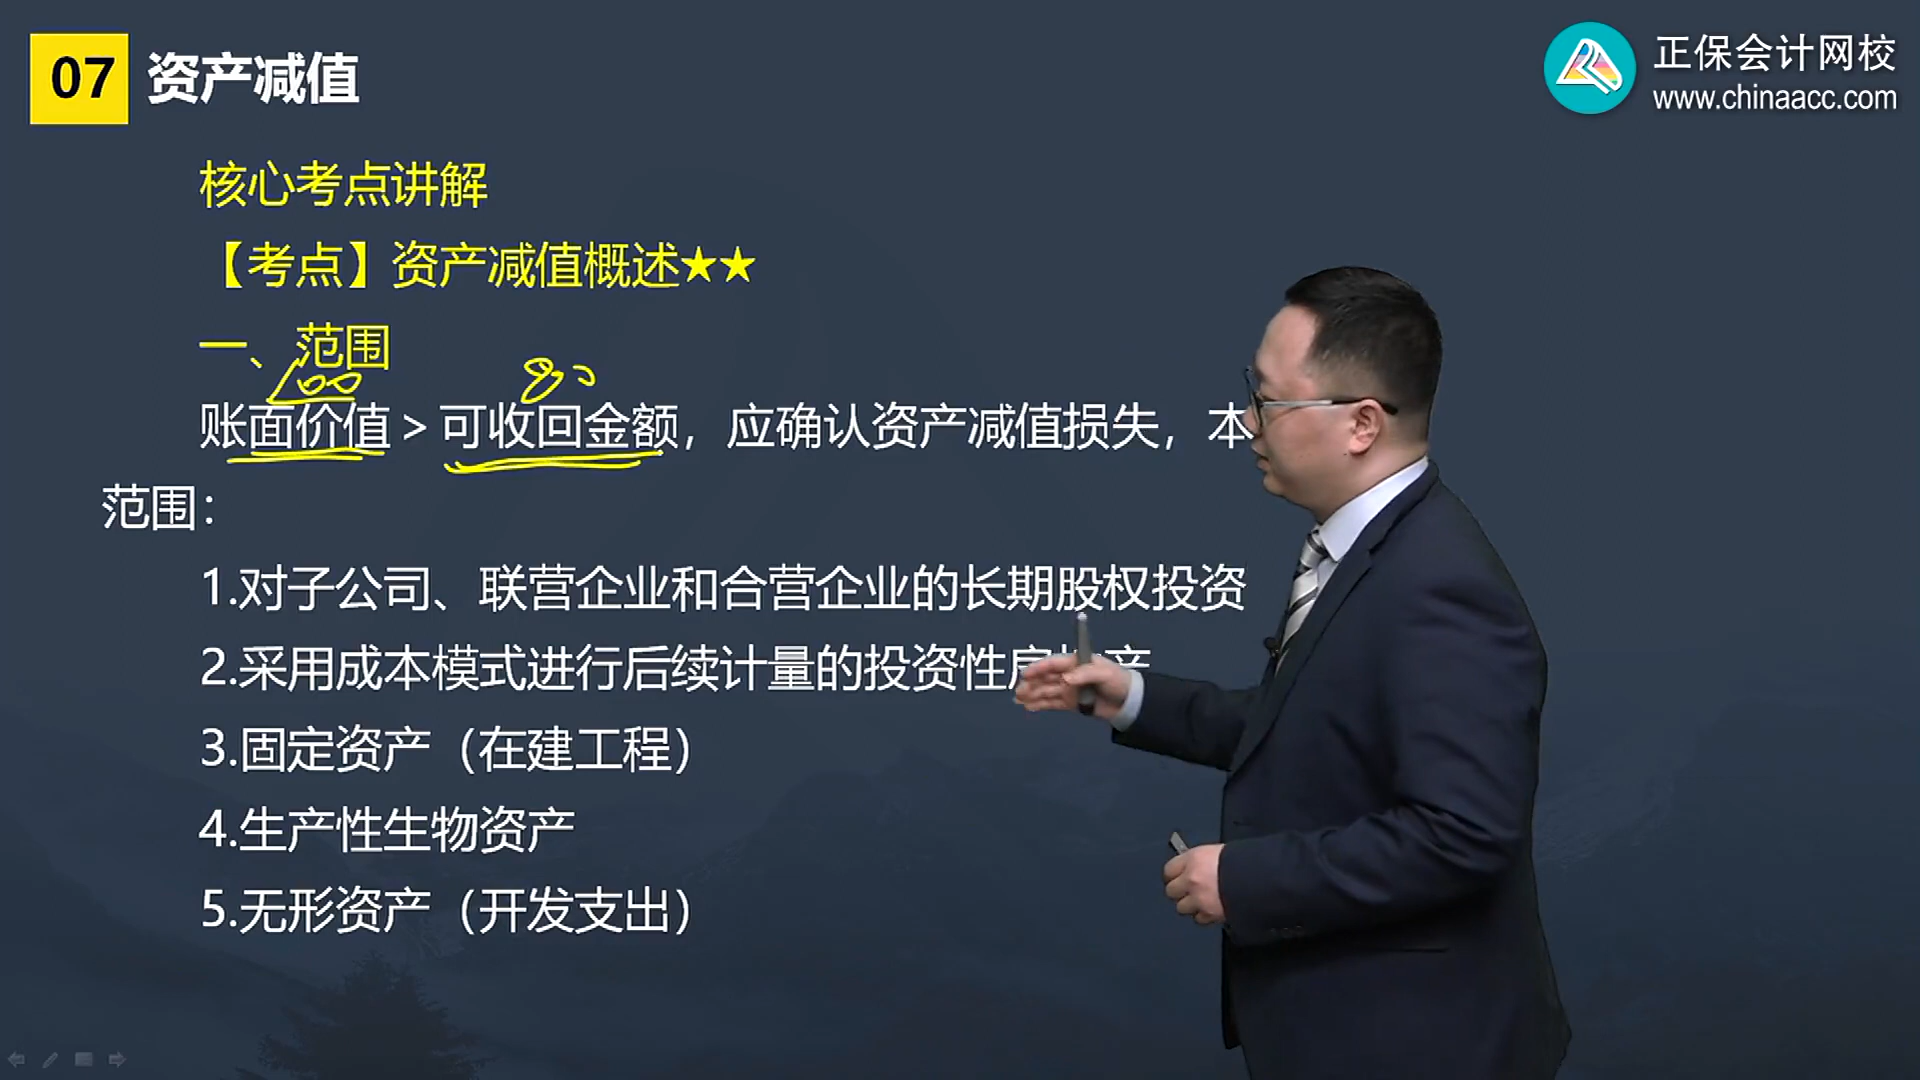 07 资产减值
正保会计网校
www.chinaacc.com
核心考点讲解
【考点】资产减值概述★★
一、范围
100 80
账面价值>可收回金额，应确认资产减值损失，本
范围：
1.对子公司、联营企业和合营企业的长期股权投资
2.采用成本模式进行后续计量的投资性房地产
3.固定资产（在建工程）
4.生产性生物资产
5.无形资产（开发支出）